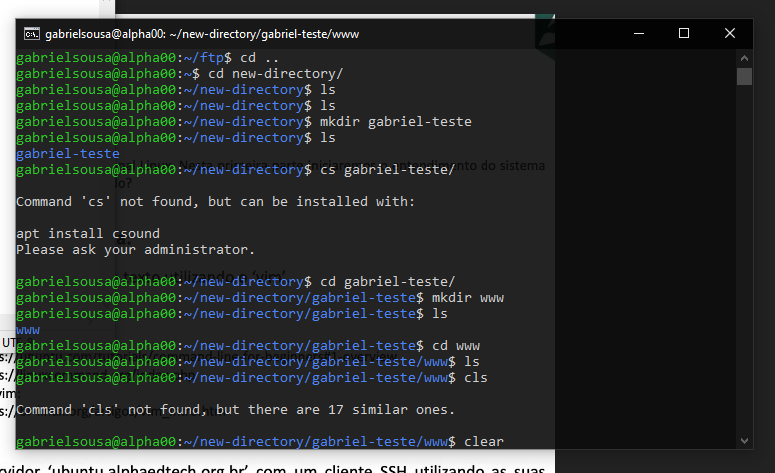 gabrielsousa@alpha00: ~/new-directory/gabriel-teste/www
gabrielsousa@alpha00:~/ftp$ cd ..
gabrielsousa@alpha00:~$ cd new-directory/
gabrielsousa@alpha00:~/new-directory$ ls
gabrielsousa@alpha00:~/new-directory$ ls
gabrielsousa@alpha00:~/new-directory$ mkdir gabriel-teste
gabrielsousa@alpha00:~/new-directory$ ls
gabriel-teste
gabrielsousa@alpha00:~/new-directory$ cs gabriel-teste/
Command 'cs' not found, but can be installed with:
apt install csound
Please ask your administrator.
gabrielsousa@alpha00:~/new-directory$ cd gabriel-teste/
gabrielsousa@alpha00:~/new-directory/gabriel-teste$ mkdir www
gabrielsousa@alpha00:~/new-directory/gabriel-teste$ ls
www
gabrielsousa@alpha00:~/new-directory/gabriel-teste$ cd www
gabrielsousa@alpha00:~/new-directory/gabriel-teste/www$ ls
gabrielsousa@alpha00:~/new-directory/gabriel-teste/www$ cls
Command 'cls' not found, but there are 17 similar ones.
gabrielsousa@alpha00:~/new-directory/gabriel-teste/www$ clear
do sistema
UTF
vim:
'ubuntu.alphaedtech.org.br' com um cliente SSH utilizando as suas